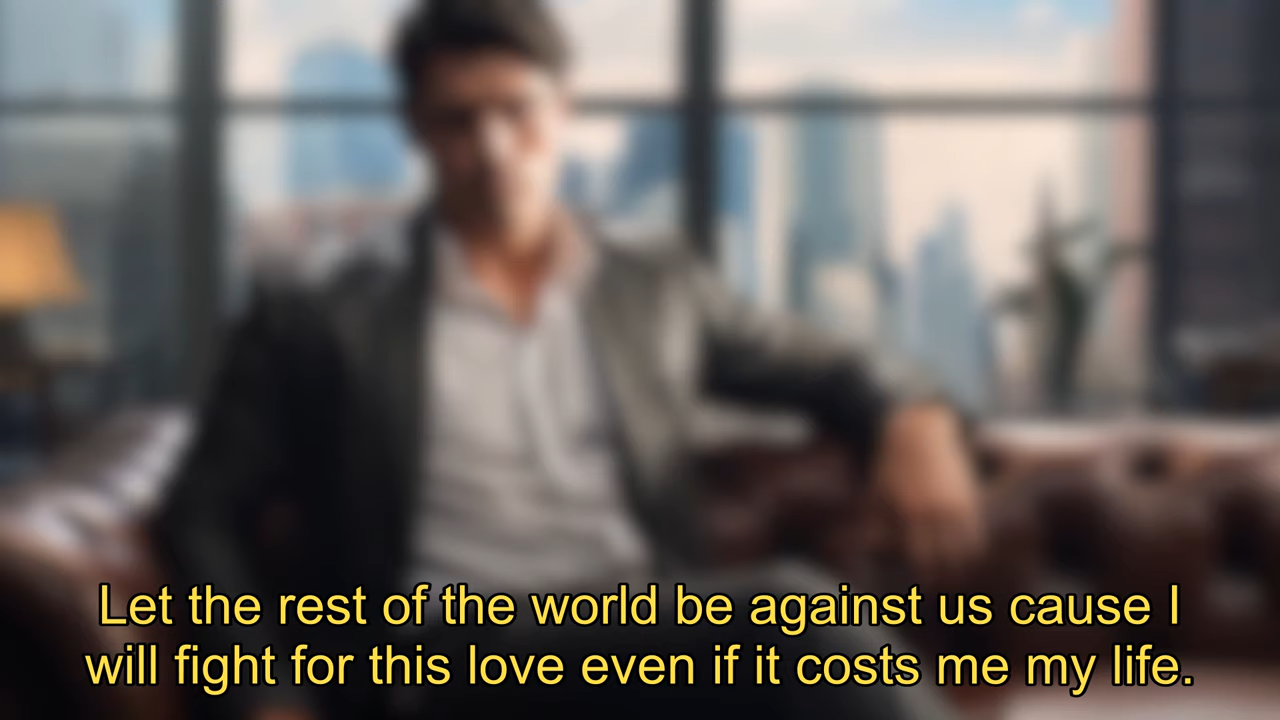 Let the rest of the world be against us cause I
will fight for this love even if it costs me my life.